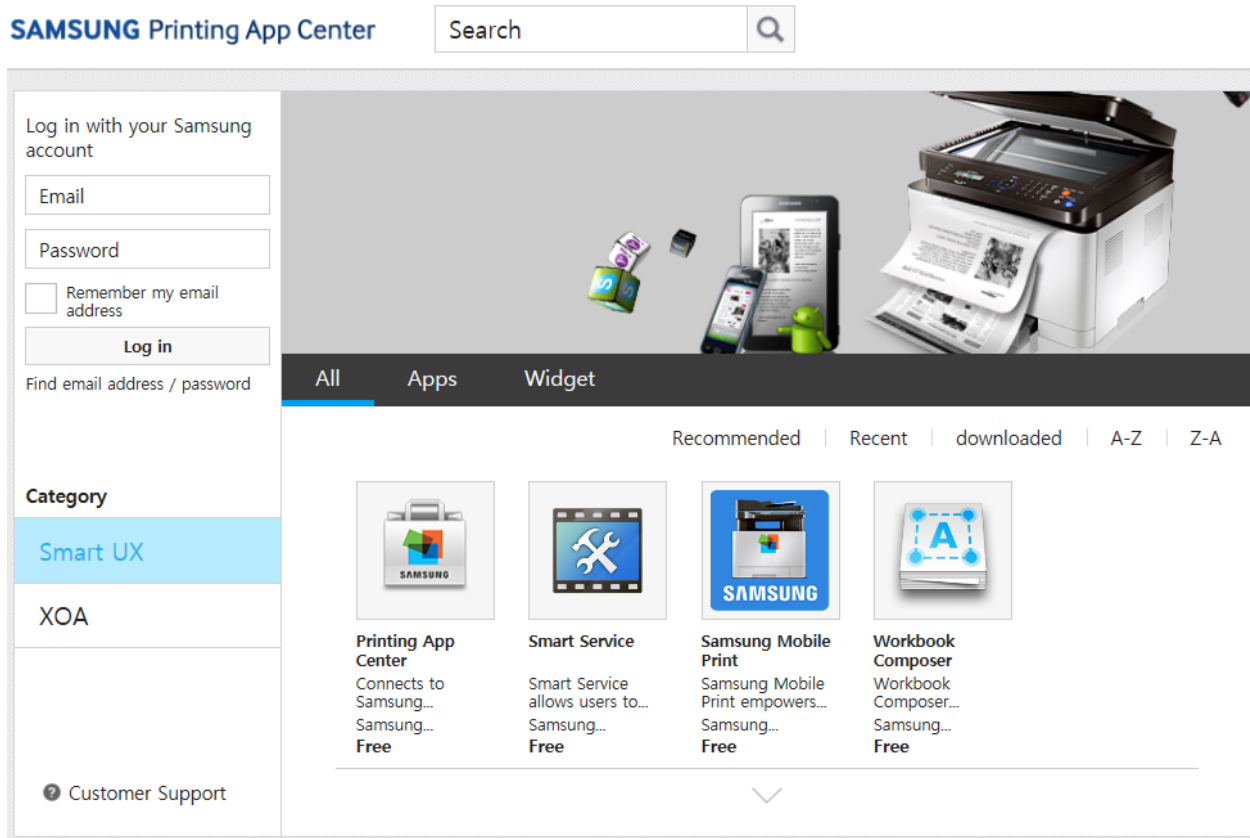 SAMSUNG Printing App Center
Search
Log in with your Samsung
account
Email
Password
Remember my email
address
Log in
Find email address / password
Category
Smart UX
XOA
Customer Support
SAMSUNG
All Apps Widget
Recommended Recent downloaded A-Z Z-A
SAMSUNG
SAMSUNG
A
Printing App
Center
Connects to
Samsung...
Samsung...
Free
Smart Service
Smart Service
allows users to...
Samsung...
Free
Samsung Mobile
Print
Samsung Mobile
Print empowers...
Samsung...
Free
Workbook
Composer
Workbook
Composer...
Samsung...
Free